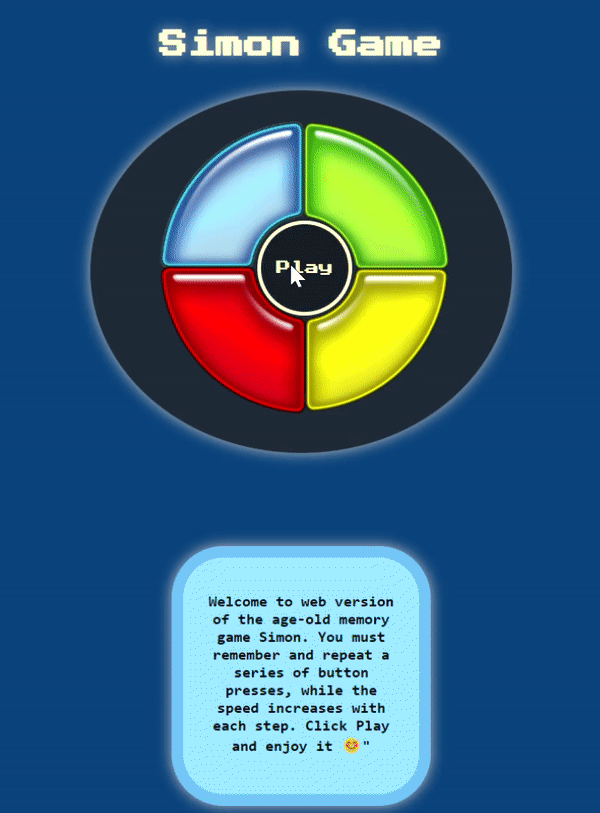 Simon Game
Play
Welcome to web version
of the age-old memory
game Simon. You must
remember and repeat a
series of button
presses, while the
speed increases with
each step. Click Play
and enjoy it 😊"